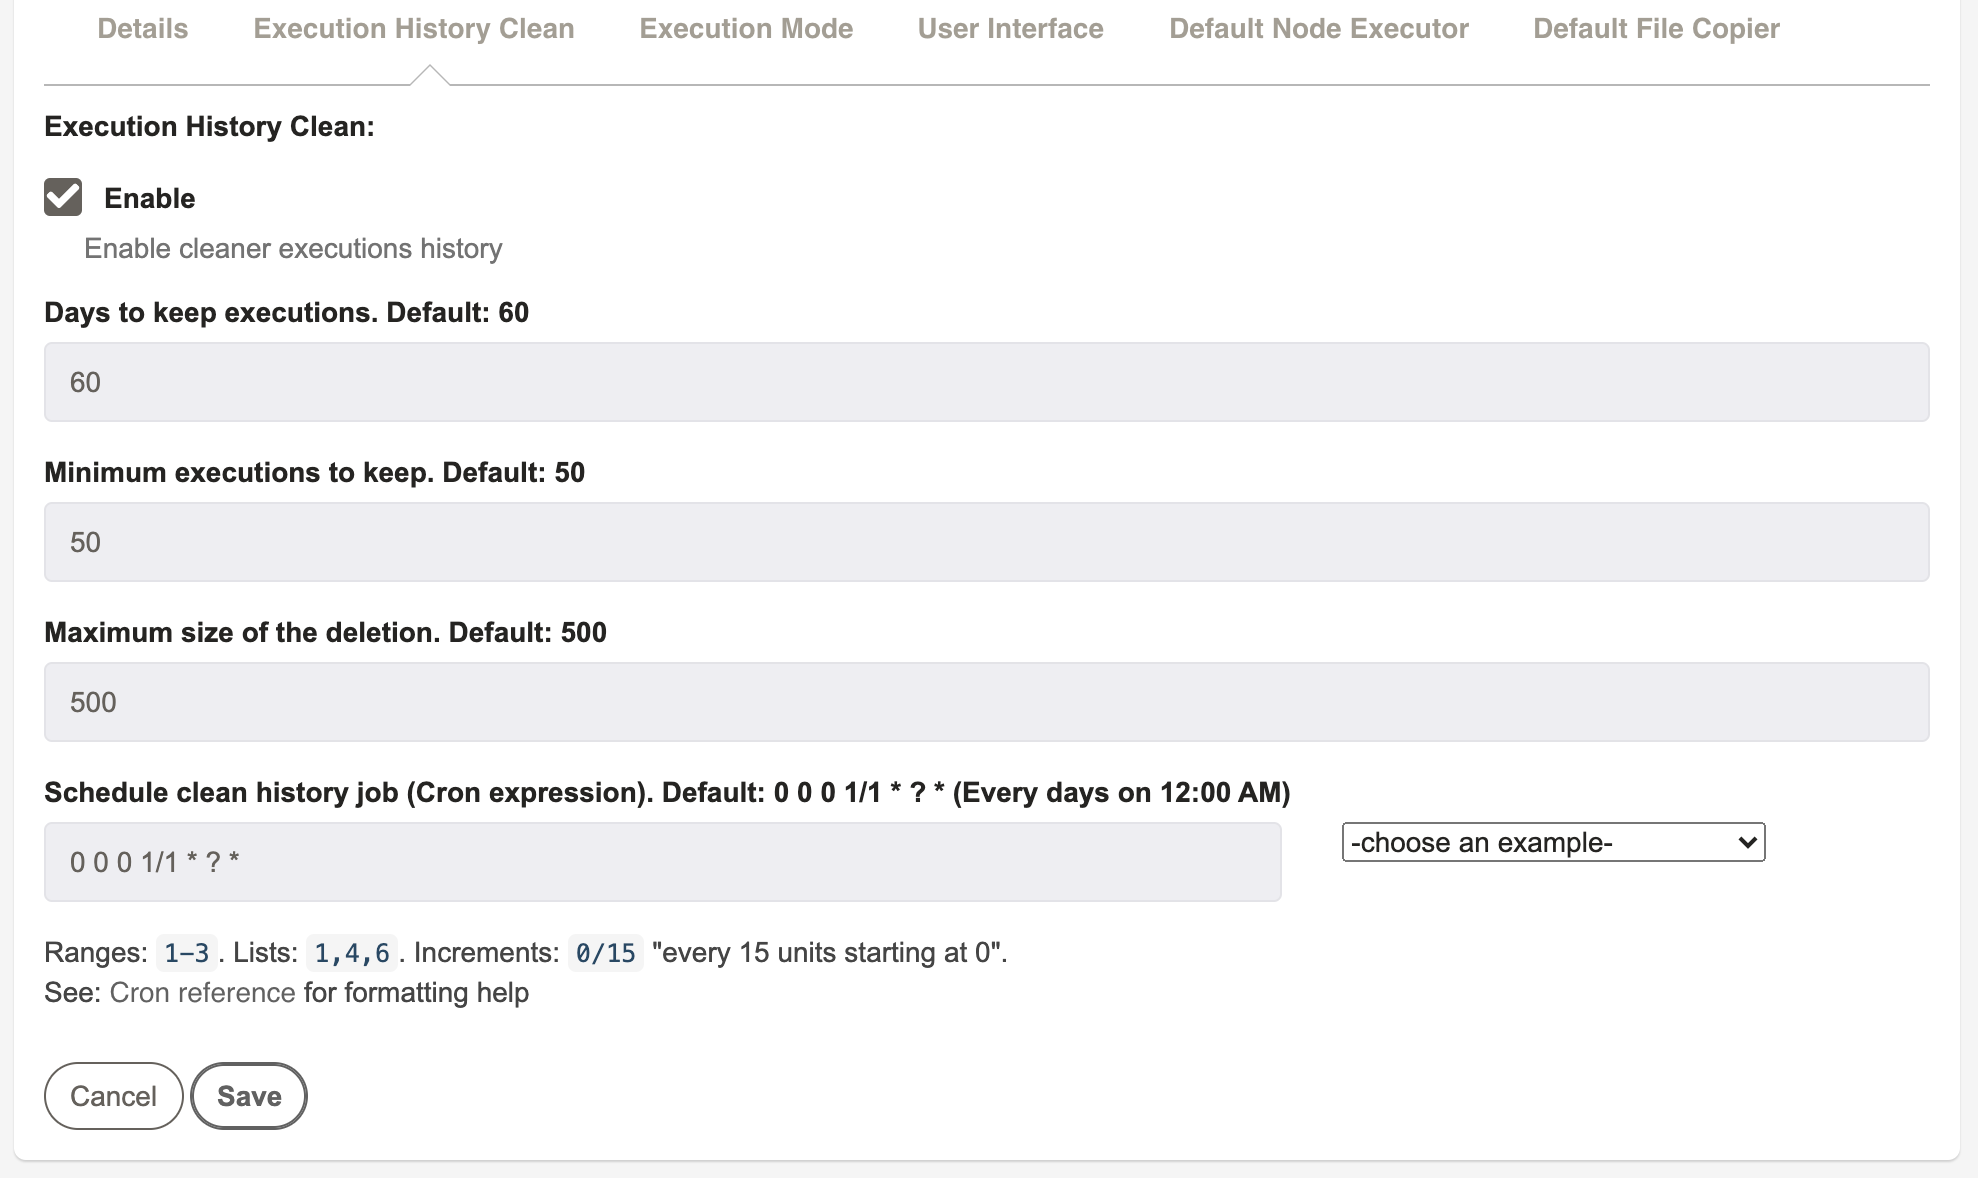 Details Execution History Clean Execution Mode User Interface Default Node Executor Default File Copier
Execution History Clean:
Enable
Enable cleaner executions history
Days to keep executions. Default: 60
60
Minimum executions to keep. Default: 50
50
Maximum size of the deletion. Default: 500
500
Schedule clean history job (Cron expression). Default: 0 0 0 1/1 * ? * (Every days on 12:00 AM)
0 0 0 1/1 * ? * -choose an example-
Ranges: 1-3. Lists: 1,4,6. Increments: 0/15 "every 15 units starting at 0".
See: Cron reference for formatting help
Cancel Save